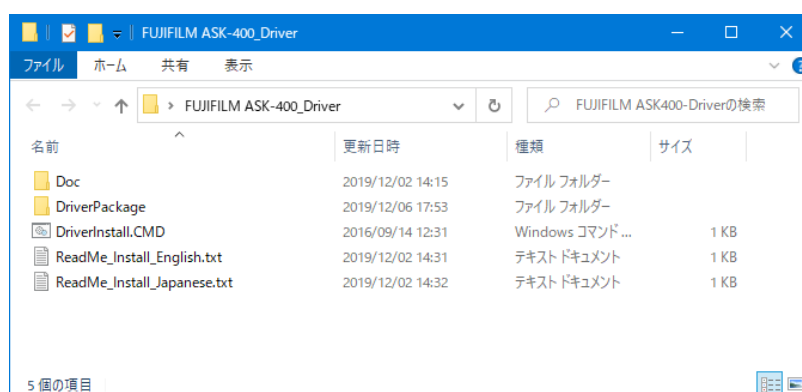 FUJIFILM ASK-400_Driver
ファイル ホーム 共有 表示
FUJIFILM ASK-400_Driver FUJIFILM ASK400-Driverの検索
名前 更新日時 種類 サイズ
Doc 2019/12/02 14:15 ファイル フォルダー
DriverPackage 2019/12/06 17:53 ファイル フォルダー
DriverInstall.CMD 2016/09/14 12:31 Windows コマンド ... 1 KB
ReadMe_Install_English.txt 2019/12/02 14:31 テキスト ドキュメント 1 KB
ReadMe_Install_Japanese.txt 2019/12/02 14:32 テキスト ドキュメント 1 KB
5 個の項目